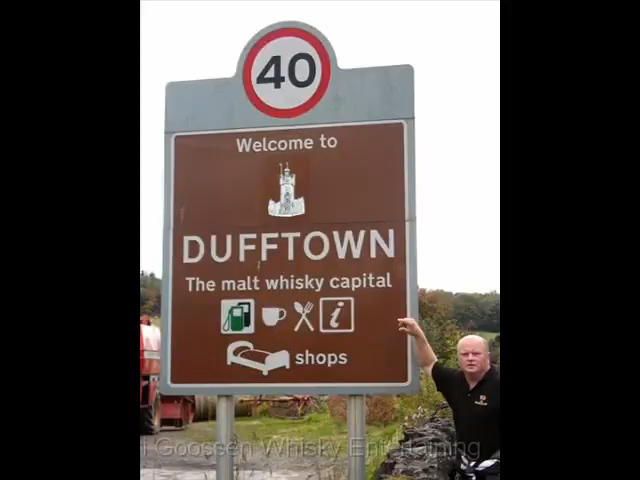 40
Welcome to
DUFFTOWN
The malt whisky capital
i
shops
i Goossen Whisky Entertaining